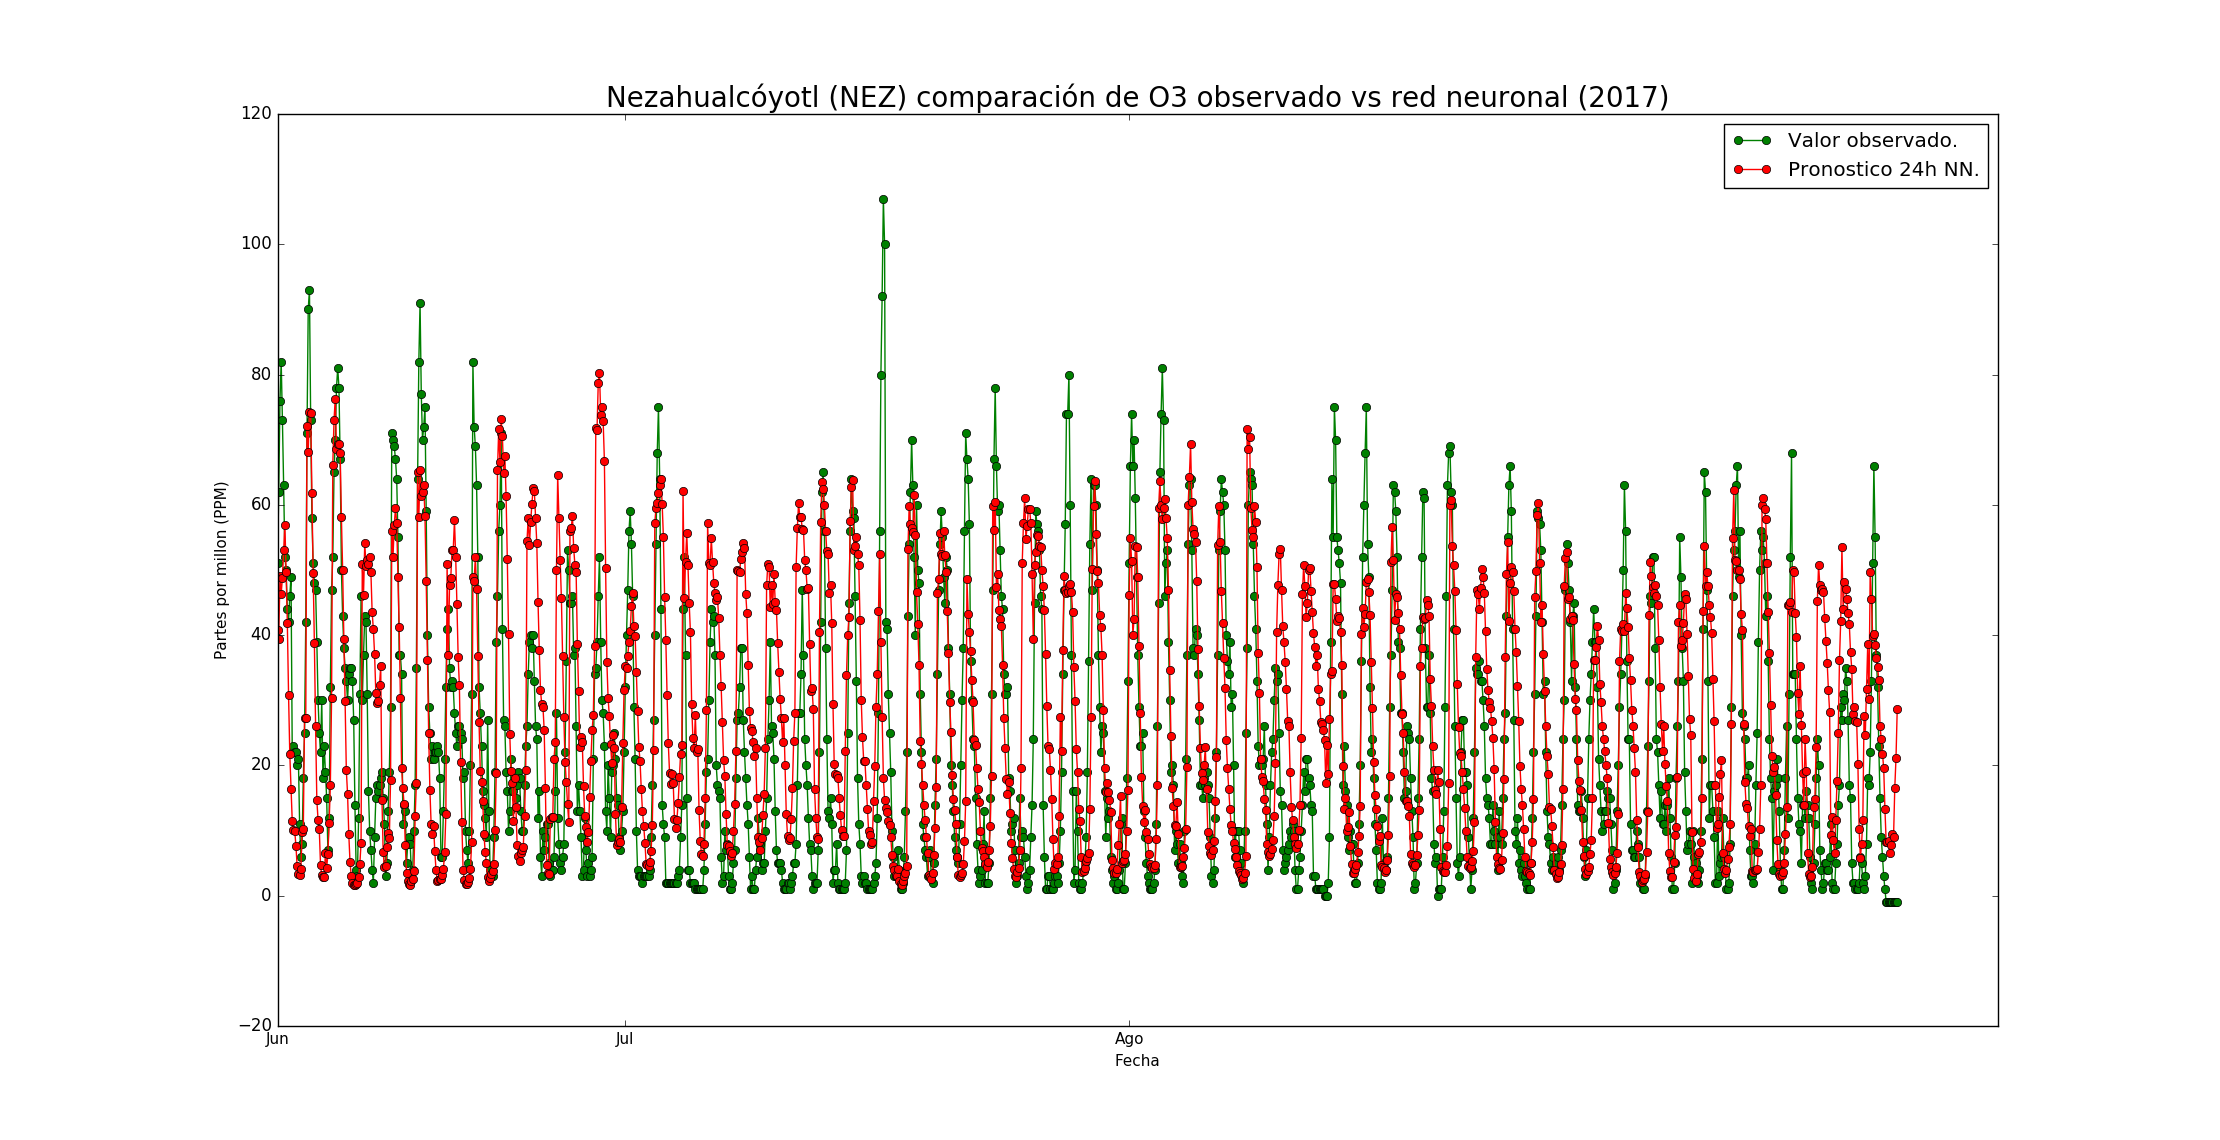 Nezahualcóyotl (NEZ) comparación de O3 observado vs red neuronal (2017)
Valor observado.
Pronostico 24h NN.
120
100
80
60
40
20
0
−20
Partes por millon (PPM)
Jun
Jul
Ago
Fecha